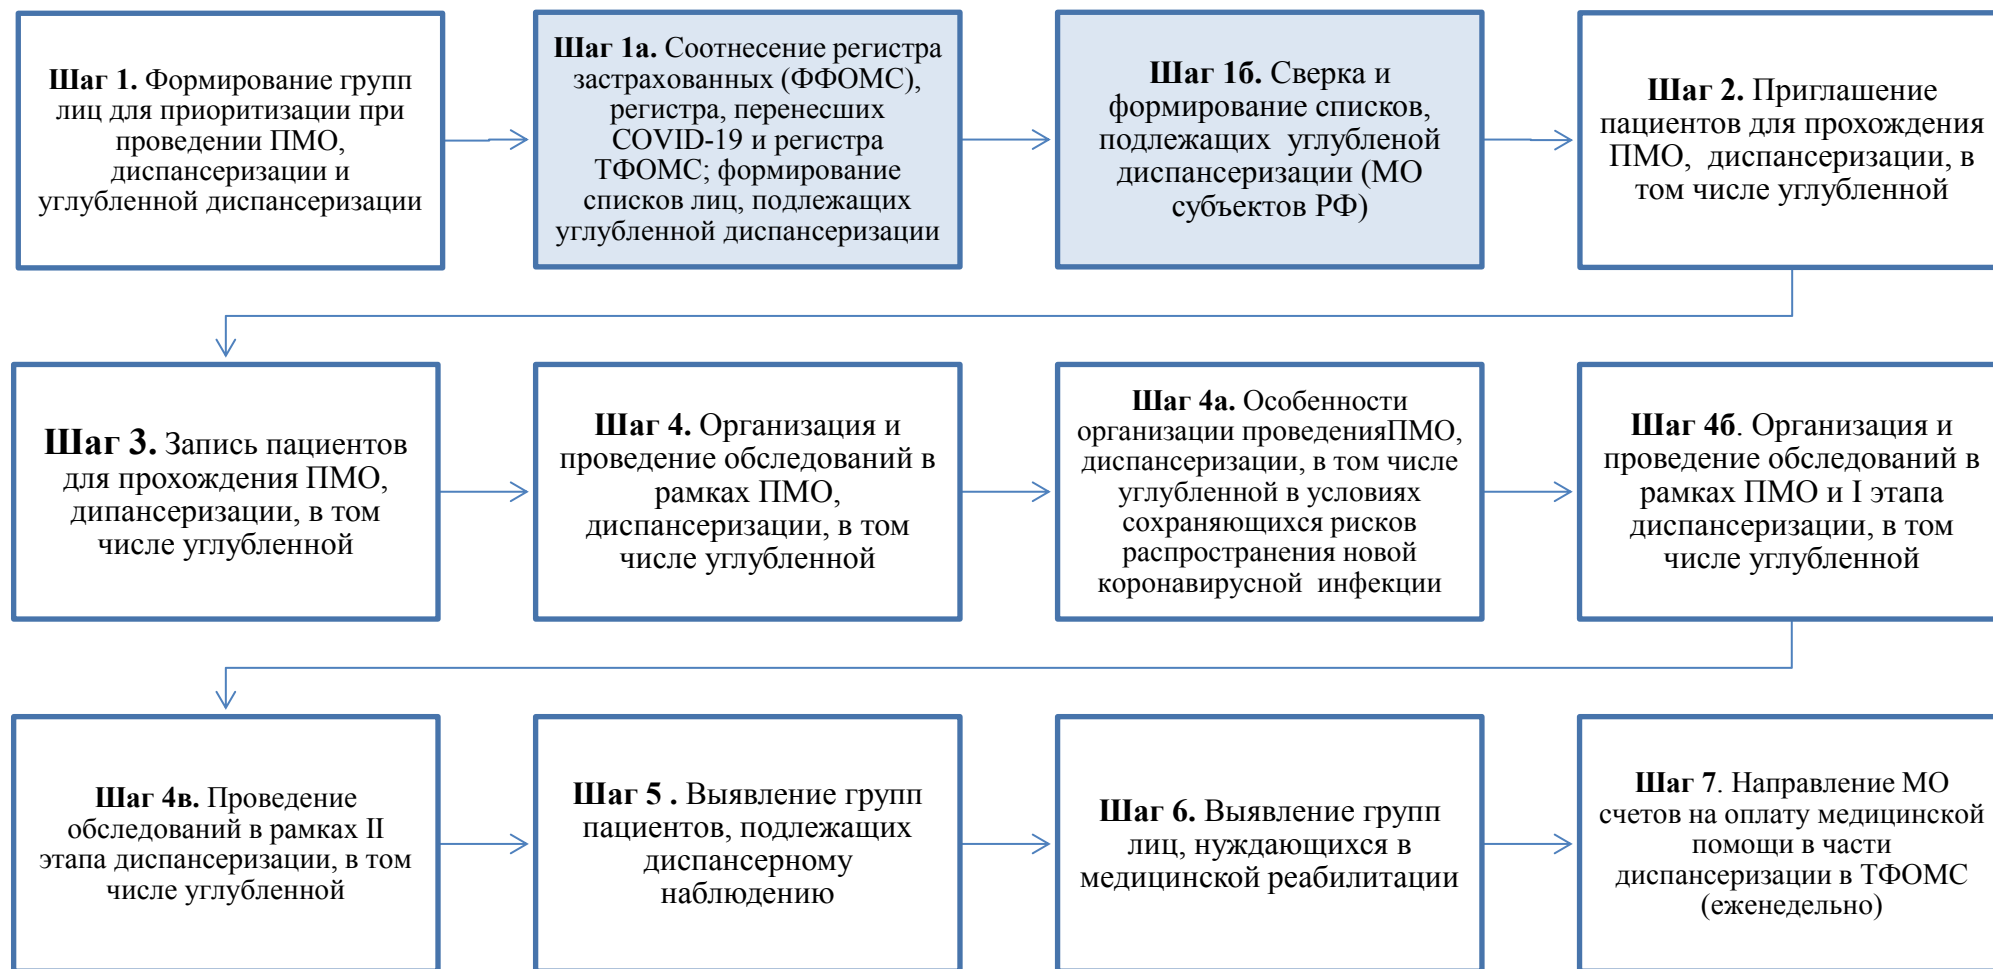 Шаг 1. Формирование групп
лиц для приоритизации при
проведении ПМО,
диспансеризации и
углубленной диспансеризации
Шаг 1а. Соотнесение регистра
застрахованных (ФФОМС),
регистра, перенесших
COVID-19 и регистра
ТФОМС; формирование
списков лиц, подлежащих
углубленной диспансеризации
Шаг 1б. Сверка и
формирование списков,
подлежащих углубленой
диспансеризации (МО
субъектов РФ)
Шаг 2. Приглашение
пациентов для прохождения
ПМО, диспансеризации, в
том числе углубленной
Шаг 3. Запись пациентов
для прохождения ПМО,
дипансеризации, в том
числе углубленной
Шаг 4. Организация и
проведение обследований в
рамках ПМО,
диспансеризации, в том
числе углубленной
Шаг 4а. Особенности
организации проведенияПМО,
диспансеризации, в том числе
углубленной в условиях
сохраняющихся рисков
распространения новой
коронавирусной инфекции
Шаг 4б. Организация и
проведение обследований в
рамках ПМО и I этапа
диспансеризации, в том
числе углубленной
Шаг 4в. Проведение
обследований в рамках II
этапа диспансеризации, в том
числе углубленной
Шаг 5 . Выявление групп
пациентов, подлежащих
диспансерному
наблюдению
Шаг 6. Выявление групп
лиц, нуждающихся в
медицинской реабилитации
Шаг 7. Направление МО
счетов на оплату медицинской
помощи в части
диспансеризации в ТФОМС
(еженедельно)